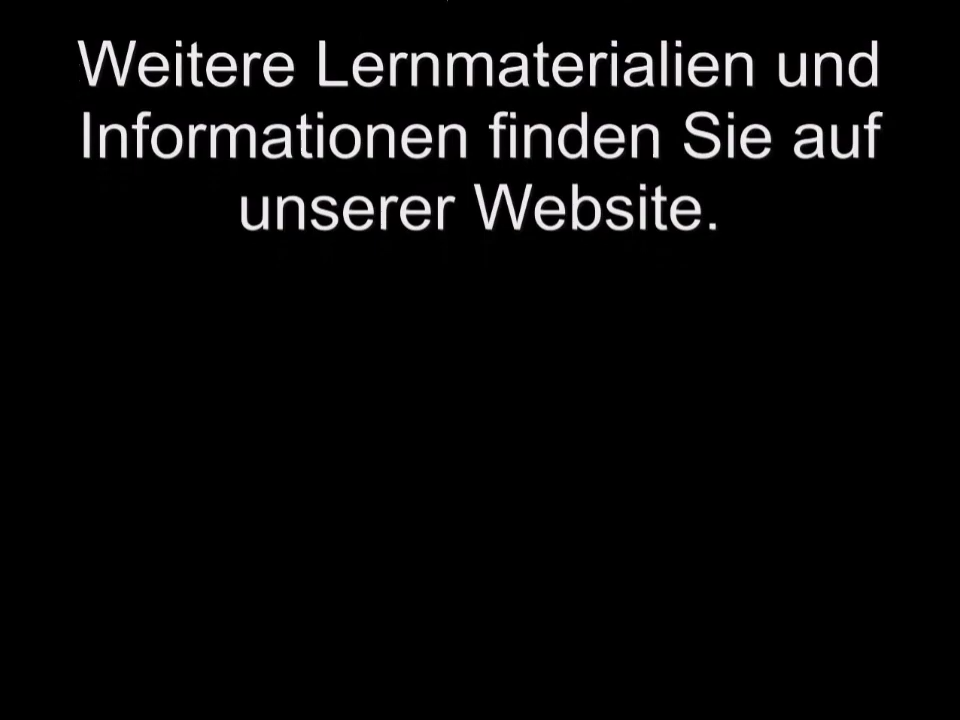 Weitere Lernmaterialien und
Informationen finden Sie auf
unserer Website.